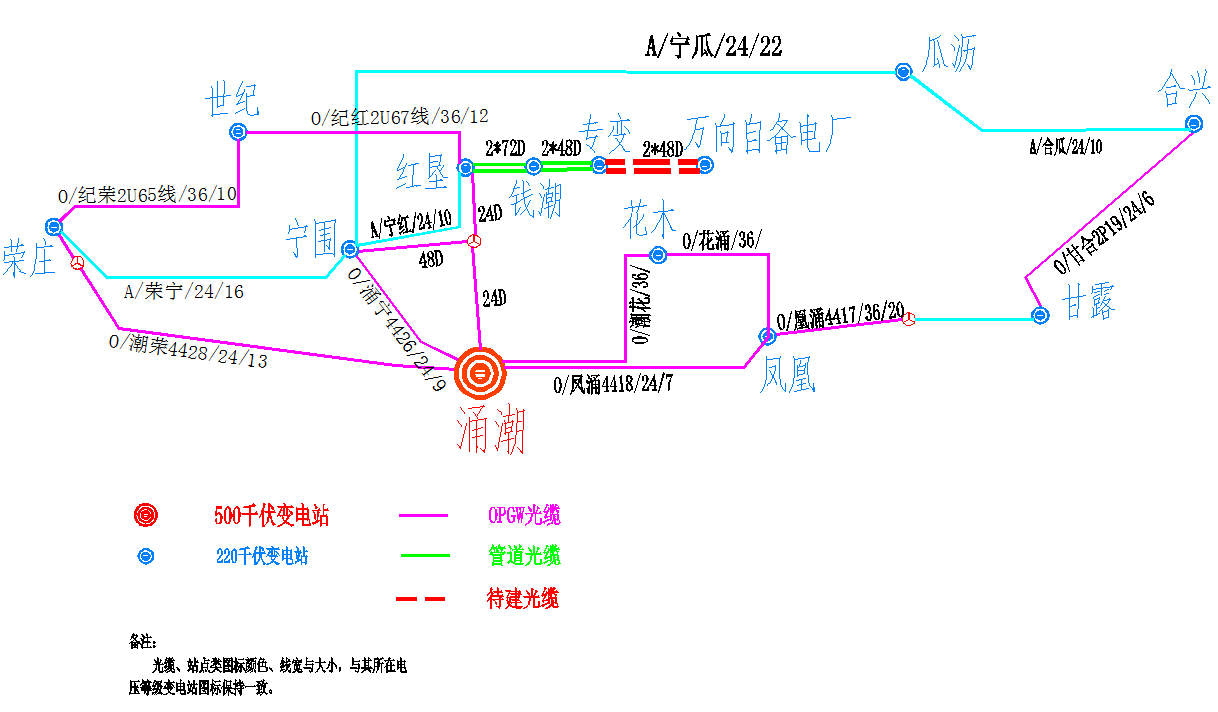 A/宁瓜/24/22
瓜沥
合兴
世纪
O/纪红2U67线/36/12
专变
万向自备电厂
2*72D
2*48D
2*48D
A/合瓜/24/10
红垦
钱潮
O/纪荣2U65线/36/10
24D
花木
O/花涌/36/
O/甘合2P19/24/6
A/宁红/24/10
宁围
荣庄
48D
A/荣宁/24/16
24D
O/涌宁4426/24/9
O/潮花/36/
O/凰涌4417/36/20
甘露
O/潮荣4428/24/13
O/凤涌4418/24/7
凤凰
涌潮
500千伏变电站
OPGW光缆
220千伏变电站
管道光缆
待建光缆
备注:
光缆、站点类图标颜色、线宽与大小，与其所在电
压等级变电站图标保持一致。